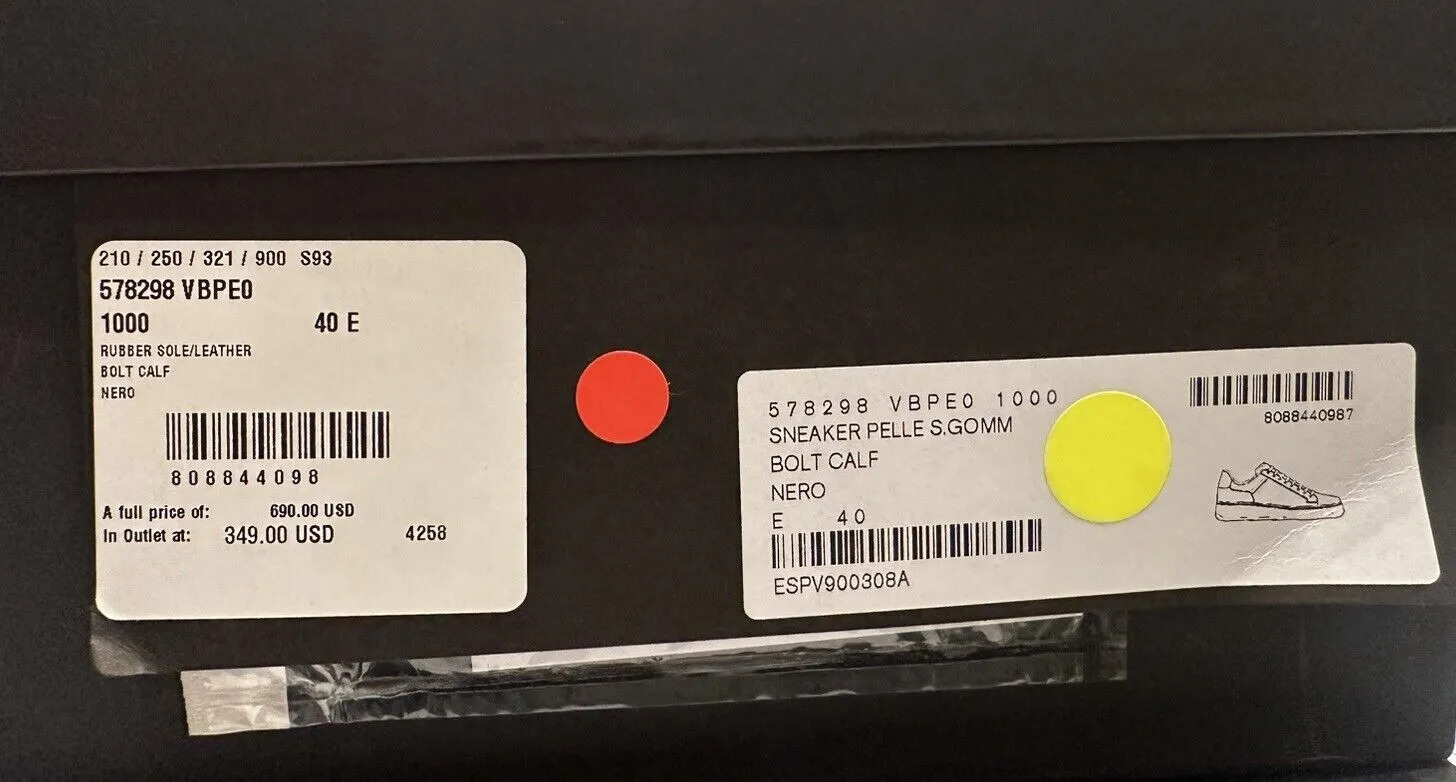 210 / 250 / 321 / 900 S93
578298 VBPE0
1000 40 E
RUBBER SOLE/LEATHER
BOLT CALF
NERO
808844098
A full price of: 690.00 USD
In Outlet at: 349.00 USD 4258
578298 VBPE0 1000
SNEAKER PELLE S.GOMM
BOLT CALF
NERO
E 40
ESPV900308A
8088440987